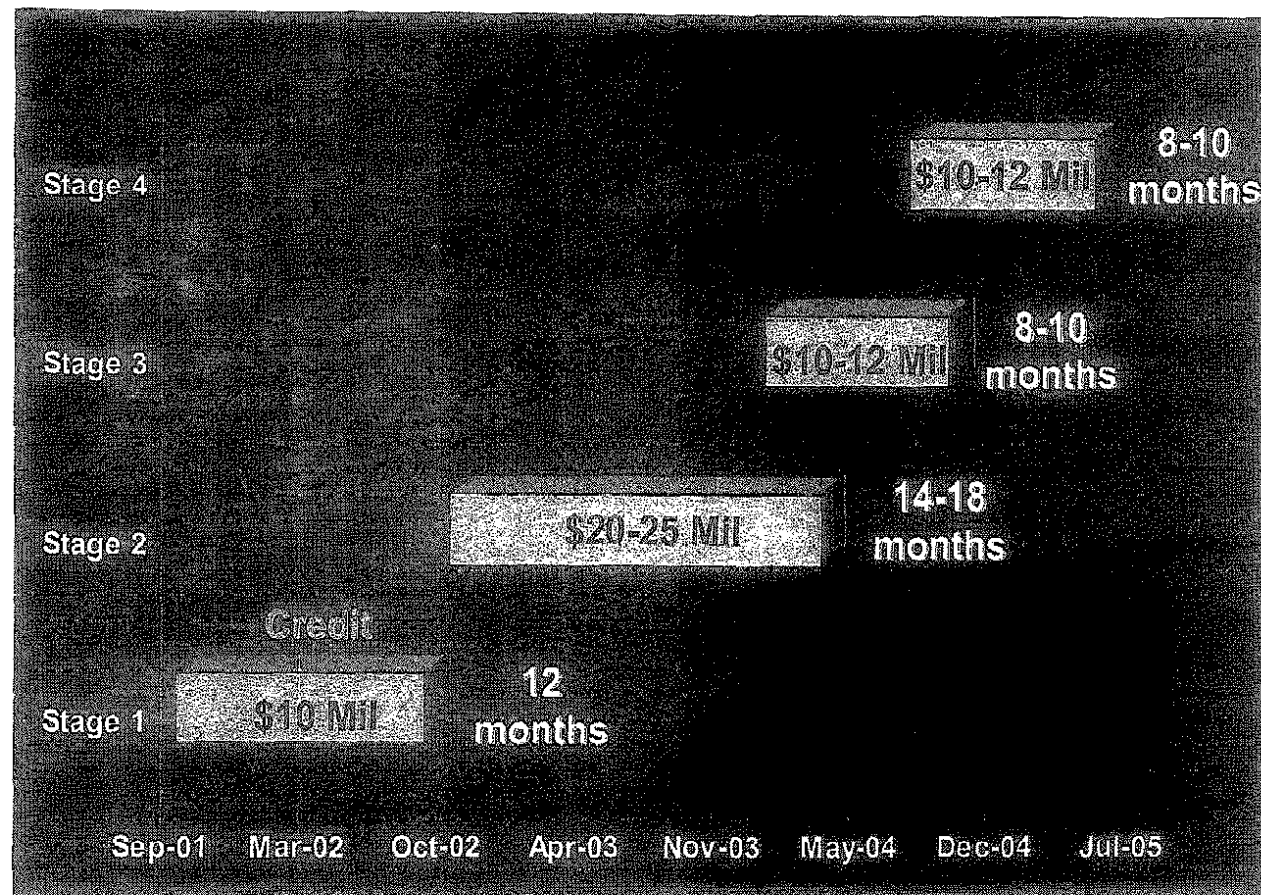 Stage 4
$10-12 Mil
8-10
months
Stage 3
$10-12 Mil
8-10
months
Stage 2
$20-25 Mil
14-18
months
Credit
Stage 1
$10 Mil
12
months
Sep-01 Mar-02 Oct-02 Apr-03 Nov-03 May-04 Dec-04 Jul-05